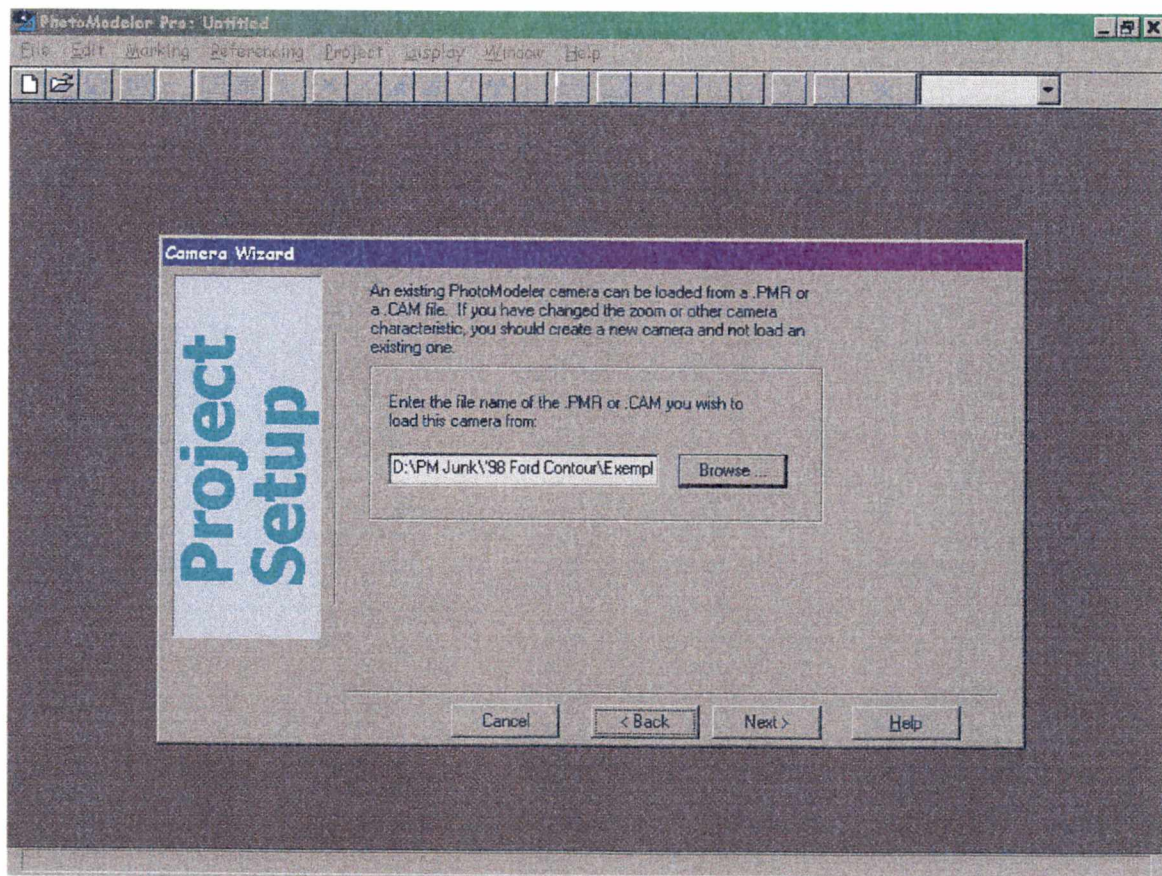 PhotoModeler Pro: Untitled
File Edit Marking Referencing Project Display Window Help
Camera Wizard
Project
Setup
An existing PhotoModeler camera can be loaded from a .PMR or
a .CAM file. If you have changed the zoom or other camera
characteristic, you should create a new camera and not load an
existing one.
Enter the file name of the .PMR or .CAM you wish to
load this camera from:
D:\PM Junk\'98 Ford Contour\Exempl
Browse ...
Cancel
< Back
Next >
Help